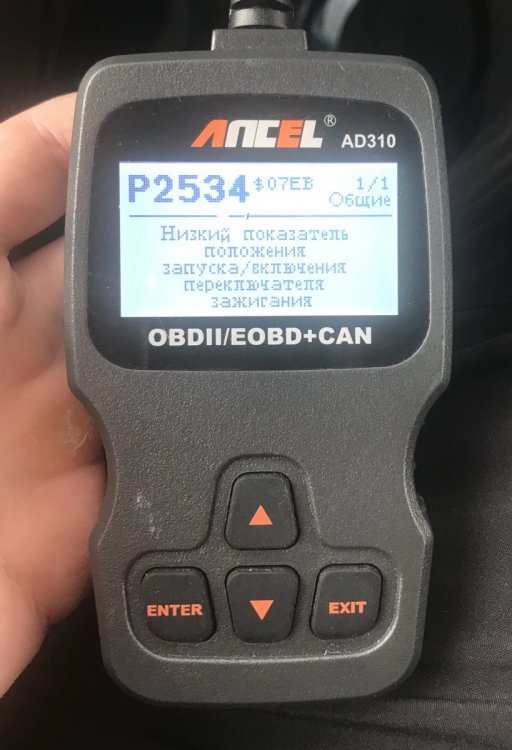 ANCEL® AD310
P2534 $07EB 1/1
Общие
Низкий показатель
положения
запуска/включения
переключателя
зажигания
OBDII/EOBD+CAN
▲
ENTER ▼ EXIT